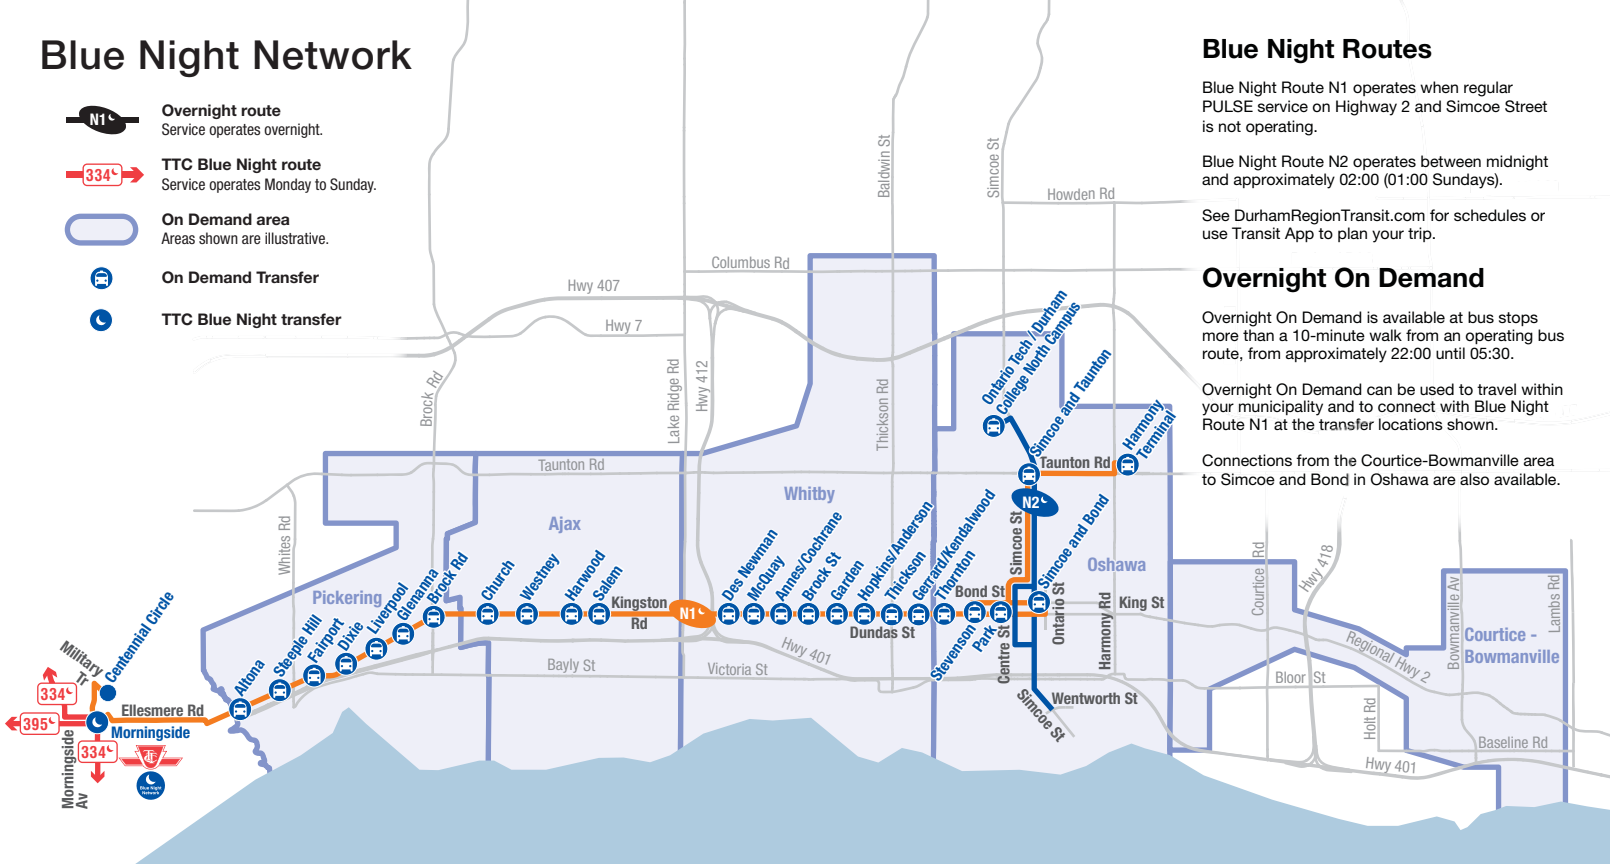 Blue Night Network
N1
Overnight route
Service operates overnight.
334
TTC Blue Night route
Service operates Monday to Sunday.
On Demand area
Areas shown are illustrative.
On Demand Transfer
TTC Blue Night transfer
Blue Night Routes
Blue Night Route N1 operates when regular
PULSE service on Highway 2 and Simcoe Street
is not operating.
Blue Night Route N2 operates between midnight
and approximately 02:00 (01:00 Sundays).
See DurhamRegionTransit.com for schedules or
use Transit App to plan your trip.
Overnight On Demand
Overnight On Demand is available at bus stops
more than a 10-minute walk from an operating bus
route, from approximately 22:00 until 05:30.
Overnight On Demand can be used to travel within
your municipality and to connect with Blue Night
Route N1 at the transfer locations shown.
Connections from the Courtice-Bowmanville area
to Simcoe and Bond in Oshawa are also available.
Baldwin St
Simcoe St
Howden Rd
Columbus Rd
Hwy 407
Hwy 7
Brock Rd
Lake Ridge Rd
Hwy 412
Thickson Rd
Taunton Rd
Whites Rd
Ontario Tech / Durham
College North Campus
Simcoe and Taunton
Harmony
Terminal
Taunton Rd
N2
Simcoe St
Simcoe and Bond
Whitby
Ajax
Pickering
Oshawa
Courtice -
Bowmanville
Military
Tr
Centennial Circle
334
395
334
Morningside
Morningside
Av
TTC
Blue Night
Network
Ellesmere Rd
Altona
Steeple Hill
Fairport
Dixie
Liverpool
Glenanna
Brock Rd
Church
Westney
Harwood
Salem
Kingston
Rd
N1
Des Newman
McQuay
Annes/Cochrane
Brock St
Garden
Hopkins/Anderson
Thickson
Gerrard/Kendalwood
Thornton
Stevenson
Park
Dundas St
Bond St
Centre St
Ontario St
Harmony Rd
King St
Wentworth St
Simcoe St
Bayly St
Victoria St
Hwy 401
Courtice Rd
Hwy 418
Bowmanville Av
Lambs Rd
Regional Hwy 2
Bloor St
Holt Rd
Baseline Rd
Hwy 401